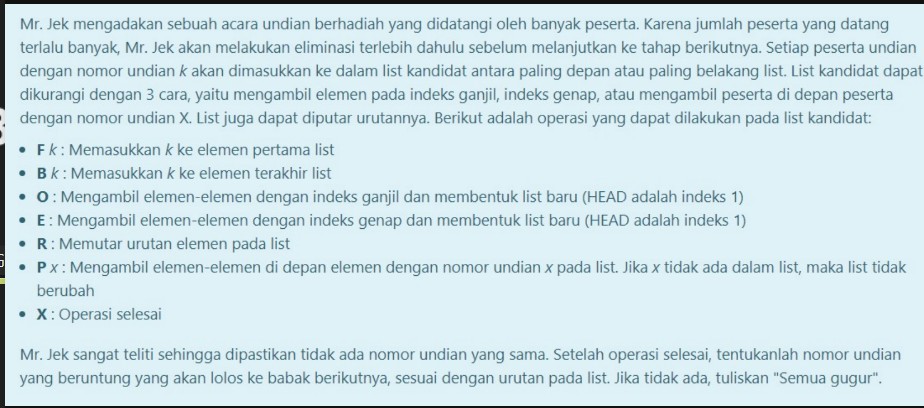 Mr. Jek mengadakan sebuah acara undian berhadiah yang didatangi oleh banyak peserta. Karena jumlah peserta yang datang
terlalu banyak, Mr. Jek akan melakukan eliminasi terlebih dahulu sebelum melanjutkan ke tahap berikutnya. Setiap peserta undian
dengan nomor undian k akan dimasukkan ke dalam list kandidat antara paling depan atau paling belakang list. List kandidat dapat
dikurangi dengan 3 cara, yaitu mengambil elemen pada indeks ganjil, indeks genap, atau mengambil peserta di depan peserta
dengan nomor undian X. List juga dapat diputar urutannya. Berikut adalah operasi yang dapat dilakukan pada list kandidat:
• F k : Memasukkan k ke elemen pertama list
• B k : Memasukkan k ke elemen terakhir list
• O : Mengambil elemen-elemen dengan indeks ganjil dan membentuk list baru (HEAD adalah indeks 1)
• E : Mengambil elemen-elemen dengan indeks genap dan membentuk list baru (HEAD adalah indeks 1)
• R : Memutar urutan elemen pada list
• P x : Mengambil elemen-elemen di depan elemen dengan nomor undian x pada list. Jika x tidak ada dalam list, maka list tidak
berubah
• X : Operasi selesai
Mr. Jek sangat teliti sehingga dipastikan tidak ada nomor undian yang sama. Setelah operasi selesai, tentukanlah nomor undian
yang beruntung yang akan lolos ke babak berikutnya, sesuai dengan urutan pada list. Jika tidak ada, tuliskan "Semua gugur".